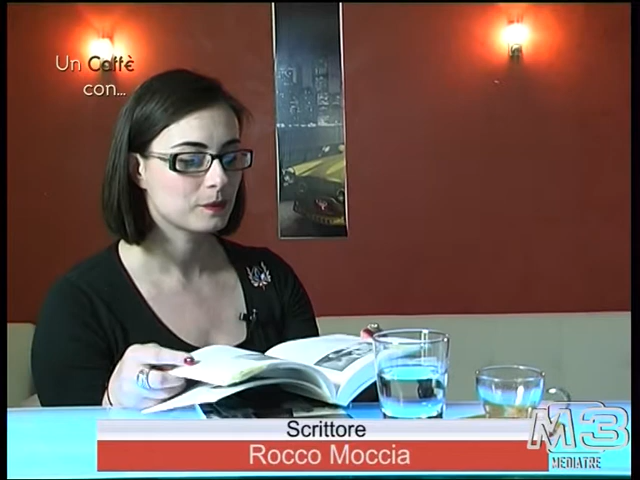 Un Caffè
con...
Scrittore
Rocco Moccia
M3
MEDIATRE